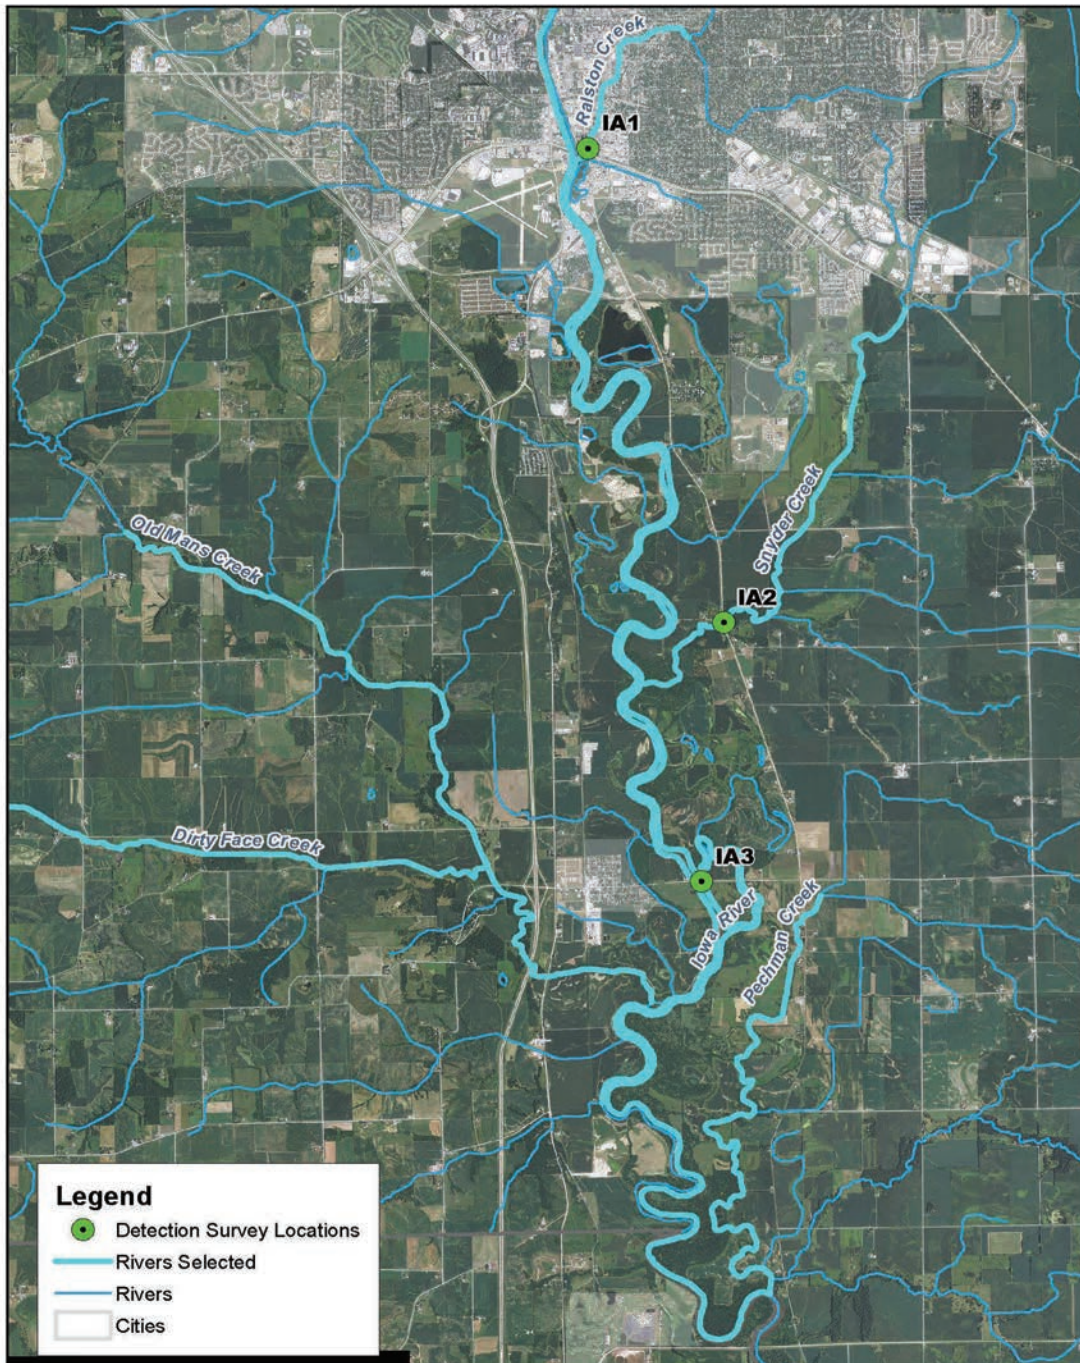 Ralston Creek
IA1
Snyder Creek
Old Mans Creek
IA2
Dirty Face Creek
IA3
Iowa River
Pechman Creek
Legend
Detection Survey Locations
Rivers Selected
Rivers
Cities